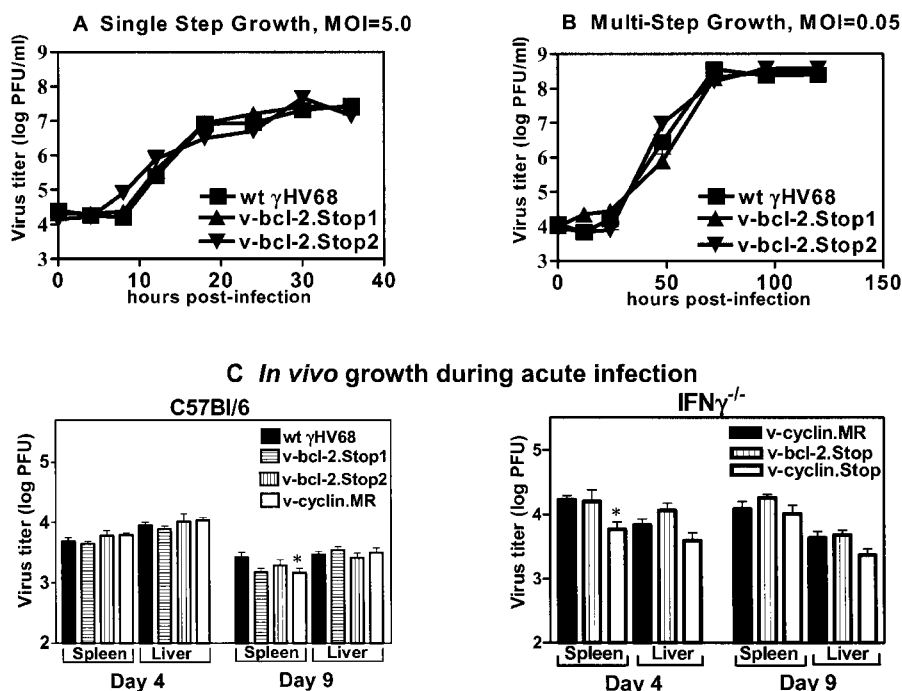 A Single Step Growth, MOI=5.0
Virus titer (log PFU/ml)
9
8
7
6
5
4
3
wt γHV68
v-bcl-2.Stop1
v-bcl-2.Stop2
0 10 20 30 40
hours post-infection
B Multi-Step Growth, MOI=0.05
Virus titer (log PFU/ml)
9
8
7
6
5
4
3
wt γHV68
v-bcl-2.Stop1
v-bcl-2.Stop2
0 50 100 150
hours post-infection
C In vivo growth during acute infection
C57Bl/6
Virus titer (log PFU)
5
4
3
2
wt γHV68
v-bcl-2.Stop1
v-bcl-2.Stop2
v-cyclin.MR
*
Spleen Liver Spleen Liver
Day 4 Day 9
IFNγ-/-
Virus titer (log PFU)
5
4
3
2
v-cyclin.MR
v-bcl-2.Stop
v-cyclin.Stop
*
Spleen Liver Spleen Liver
Day 4 Day 9